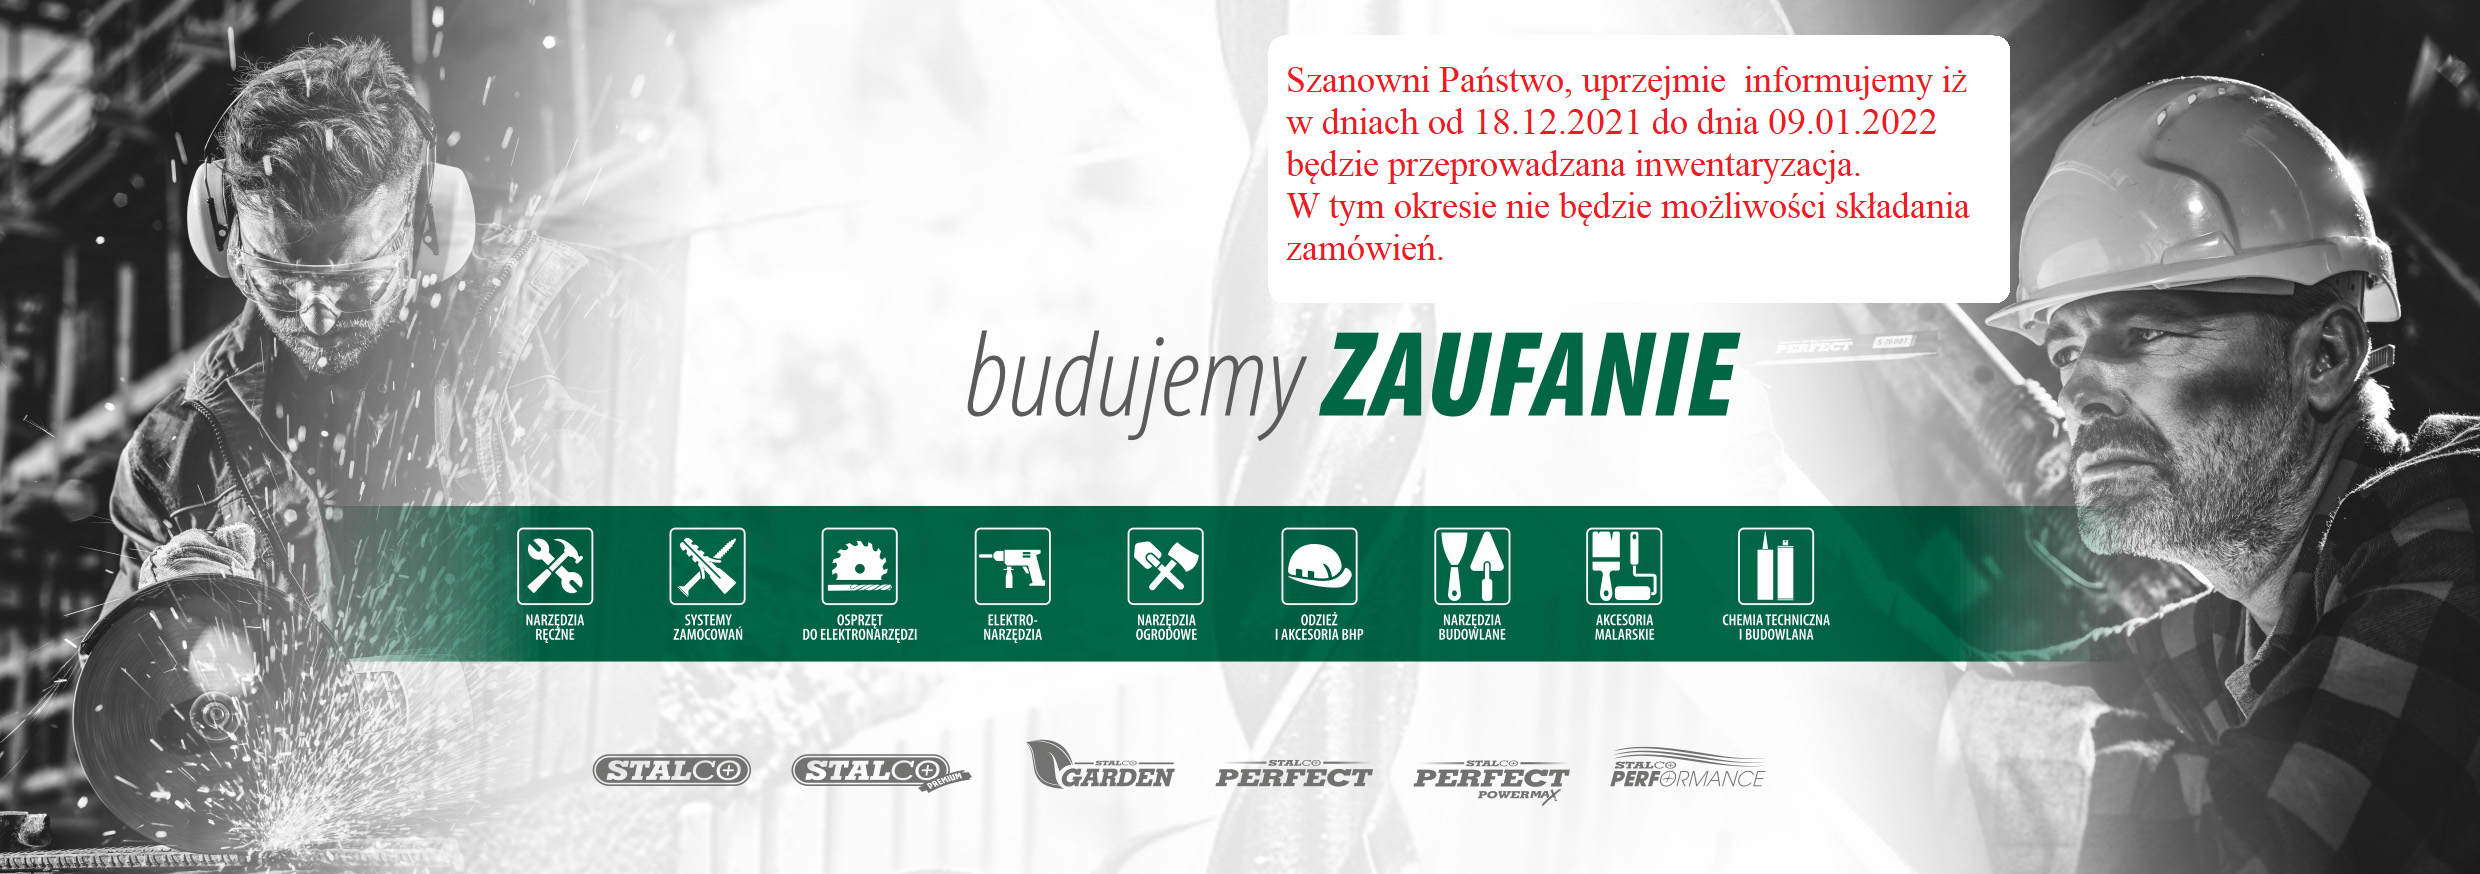 Szanowni Państwo, uprzejmie  informujemy iż
w dniach od 18.12.2021 do dnia 09.01.2022
będzie przeprowadzana inwentaryzacja.
W tym okresie nie będzie możliwości składania
zamówień.
budujemy ZAUFANIE
PERFECT S-76001
NARZĘDZIA
RĘCZNE
SYSTEMY
ZAMOCOWAŃ
OSPRZĘT
DO ELEKTRONARZĘDZI
ELEKTRO-
NARZĘDZIA
NARZĘDZIA
OGRODOWE
ODZIEŻ
I AKCESORIA BHP
NARZĘDZIA
BUDOWLANE
AKCESORIA
MALARSKIE
CHEMIA TECHNICZNA
I BUDOWLANA
STALCO
STALCO
PREMIUM
STALCO
GARDEN
STALCO
PERFECT
STALCO
PERFECT
POWERMAX
STALCO
PERFORMANCE